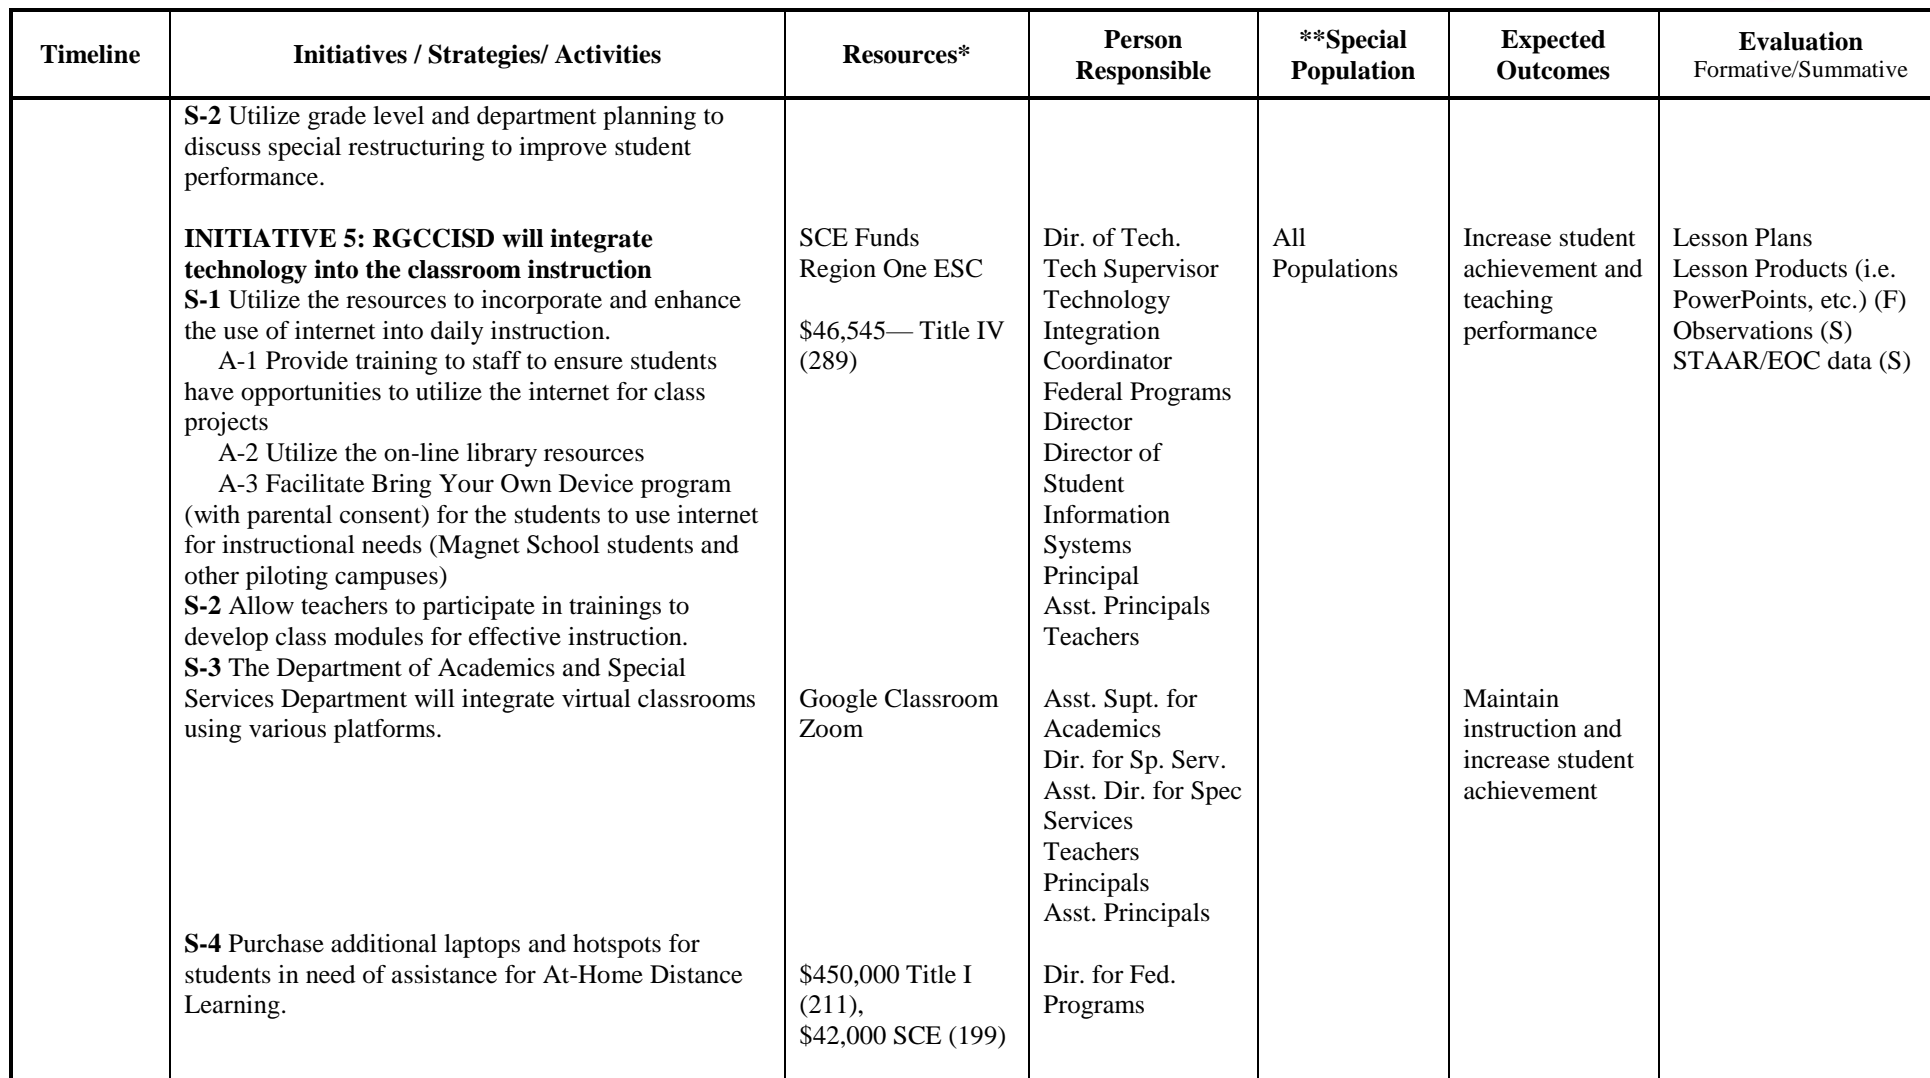 Timeline
Initiatives / Strategies/ Activities
Resources*
Person
Responsible
**Special
Population
Expected
Outcomes
Evaluation
Formative/Summative
S-2 Utilize grade level and department planning to
discuss special restructuring to improve student
performance.
INITIATIVE 5: RGCCISD will integrate
technology into the classroom instruction
S-1 Utilize the resources to incorporate and enhance
the use of internet into daily instruction.
A-1 Provide training to staff to ensure students
have opportunities to utilize the internet for class
projects
A-2 Utilize the on-line library resources
A-3 Facilitate Bring Your Own Device program
(with parental consent) for the students to use internet
for instructional needs (Magnet School students and
other piloting campuses)
S-2 Allow teachers to participate in trainings to
develop class modules for effective instruction.
S-3 The Department of Academics and Special
Services Department will integrate virtual classrooms
using various platforms.
S-4 Purchase additional laptops and hotspots for
students in need of assistance for At-Home Distance
Learning.
SCE Funds
Region One ESC
$46,545— Title IV
(289)
Google Classroom
Zoom
$450,000 Title I
(211),
$42,000 SCE (199)
Dir. of Tech.
Tech Supervisor
Technology
Integration
Coordinator
Federal Programs
Director
Director of
Student
Information
Systems
Principal
Asst. Principals
Teachers
Asst. Supt. for
Academics
Dir. for Sp. Serv.
Asst. Dir. for Spec
Services
Teachers
Principals
Asst. Principals
Dir. for Fed.
Programs
All
Populations
Increase student
achievement and
teaching
performance
Maintain
instruction and
increase student
achievement
Lesson Plans
Lesson Products (i.e.
PowerPoints, etc.) (F)
Observations (S)
STAAR/EOC data (S)